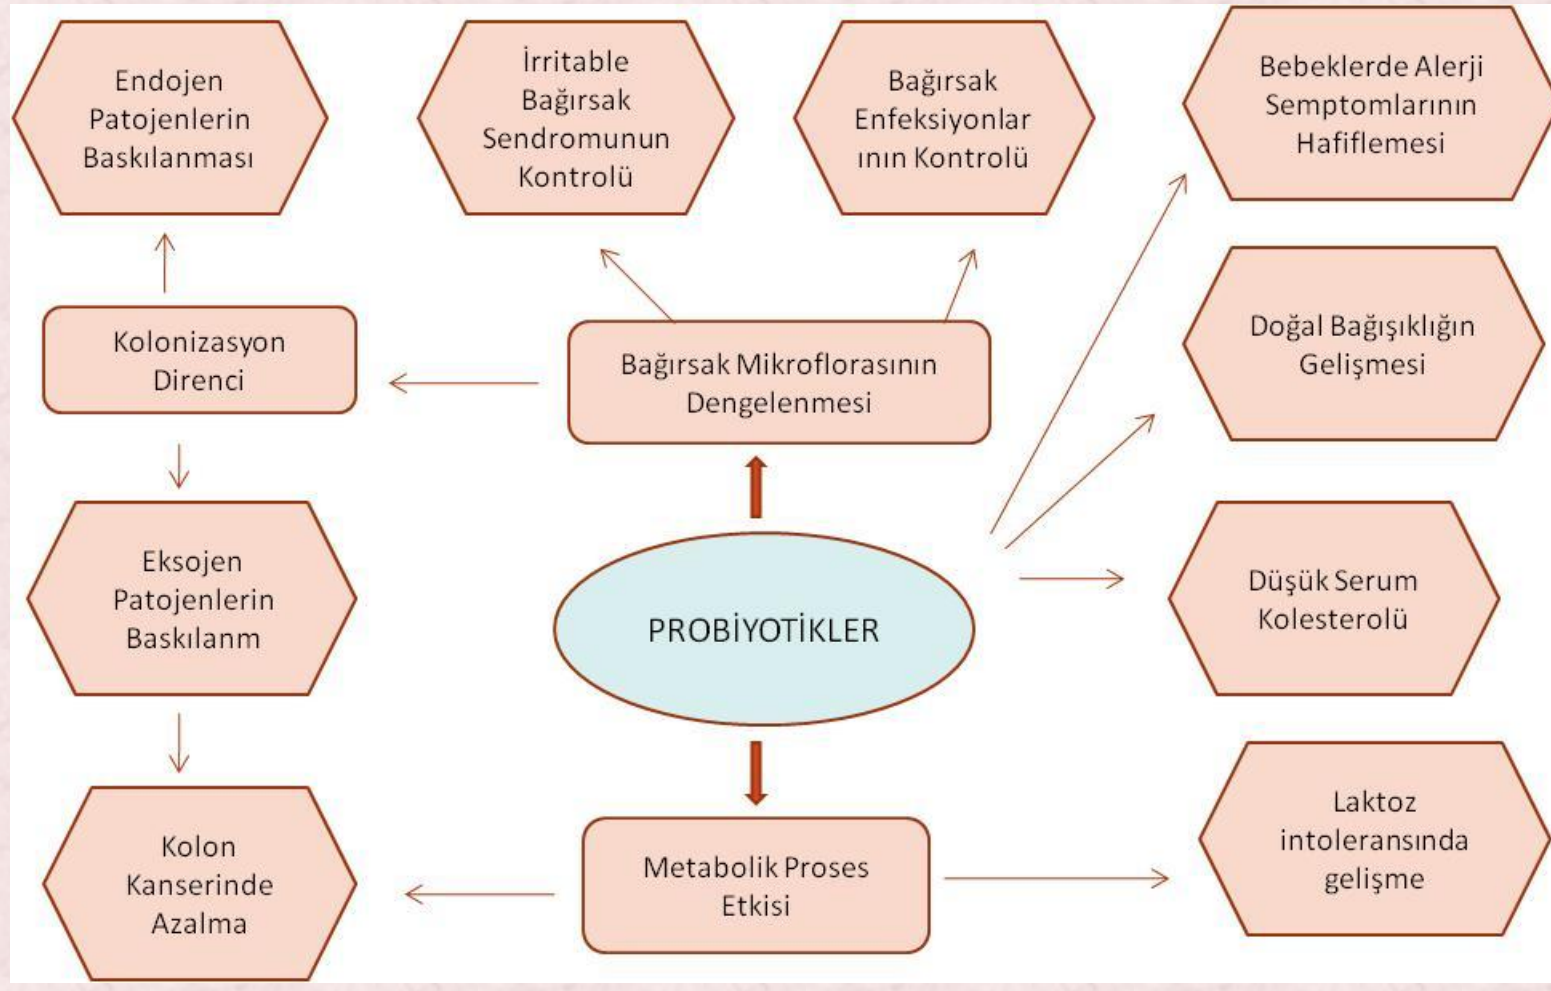 Endojen
Patojenlerin
Baskılanması
İrritable
Bağırsak
Sendromunun
Kontrolü
Bağırsak
Enfeksiyonlar
ının Kontrolü
Bebeklerde Alerji
Semptomlarının
Hafiflemesi
Kolonizasyon
Direnci
Bağırsak Mikroflorasının
Dengelenmesi
Doğal Bağışıklığın
Gelişmesi
Eksojen
Patojenlerin
Baskılanm
PROBİYOTİKLER
Düşük Serum
Kolesterolü
Kolon
Kanserinde
Azalma
Metabolik Proses
Etkisi
Laktoz
intoleransında
gelişme